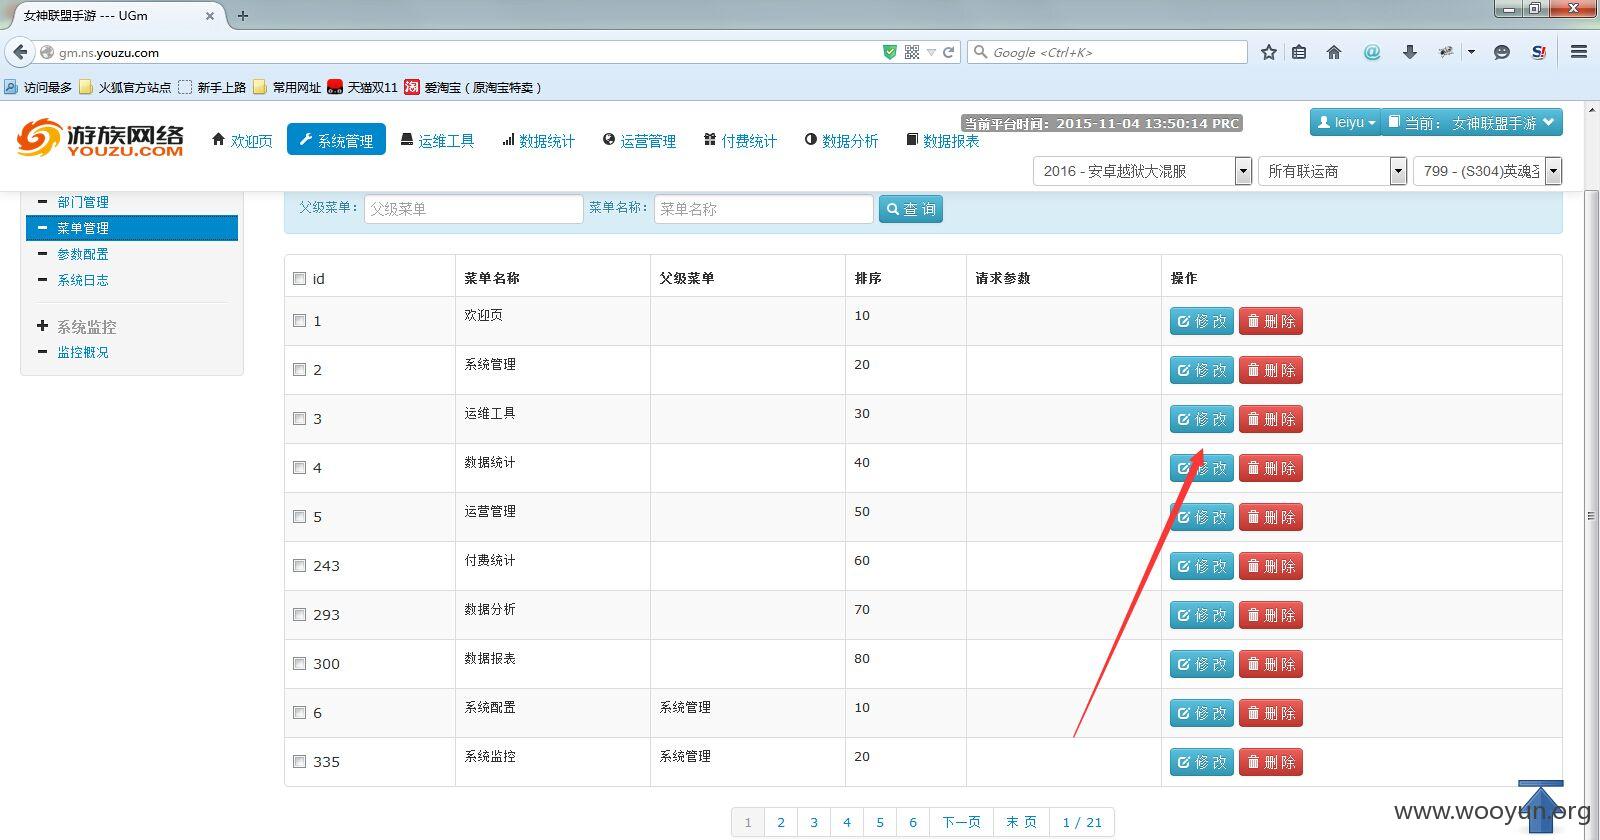 女神联盟手游 --- UGm
gm.ns.youzu.com
Google <Ctrl+K>
访问最多 火狐官方站点 新手上路 常用网址 天猫双11 爱淘宝（原淘宝特卖）
游族网络
YOUZU.COM
欢迎页 系统管理 运维工具 数据统计 运营管理 付费统计 数据分析 数据报表
当前平台时间：2015-11-04 13:50:14 PRC
leiyu 当前： 女神联盟手游
2016 - 安卓越狱大混服 所有联运商 799 - (S304)英魂圣
部门管理
菜单管理
参数配置
系统日志
系统监控
监控概况
父级菜单： 父级菜单 菜单名称： 菜单名称 查 询
id 菜单名称 父级菜单 排序 请求参数 操作
1 欢迎页 10 修 改 删 除
2 系统管理 20 修 改 删 除
3 运维工具 30 修 改 删 除
4 数据统计 40 修 改 删 除
5 运营管理 50 修 改 删 除
243 付费统计 60 修 改 删 除
293 数据分析 70 修 改 删 除
300 数据报表 80 修 改 删 除
6 系统配置 系统管理 10 修 改 删 除
335 系统监控 系统管理 20 修 改 删 除
1 2 3 4 5 6 下一页 末 页 1 / 21
www.wooyun.org